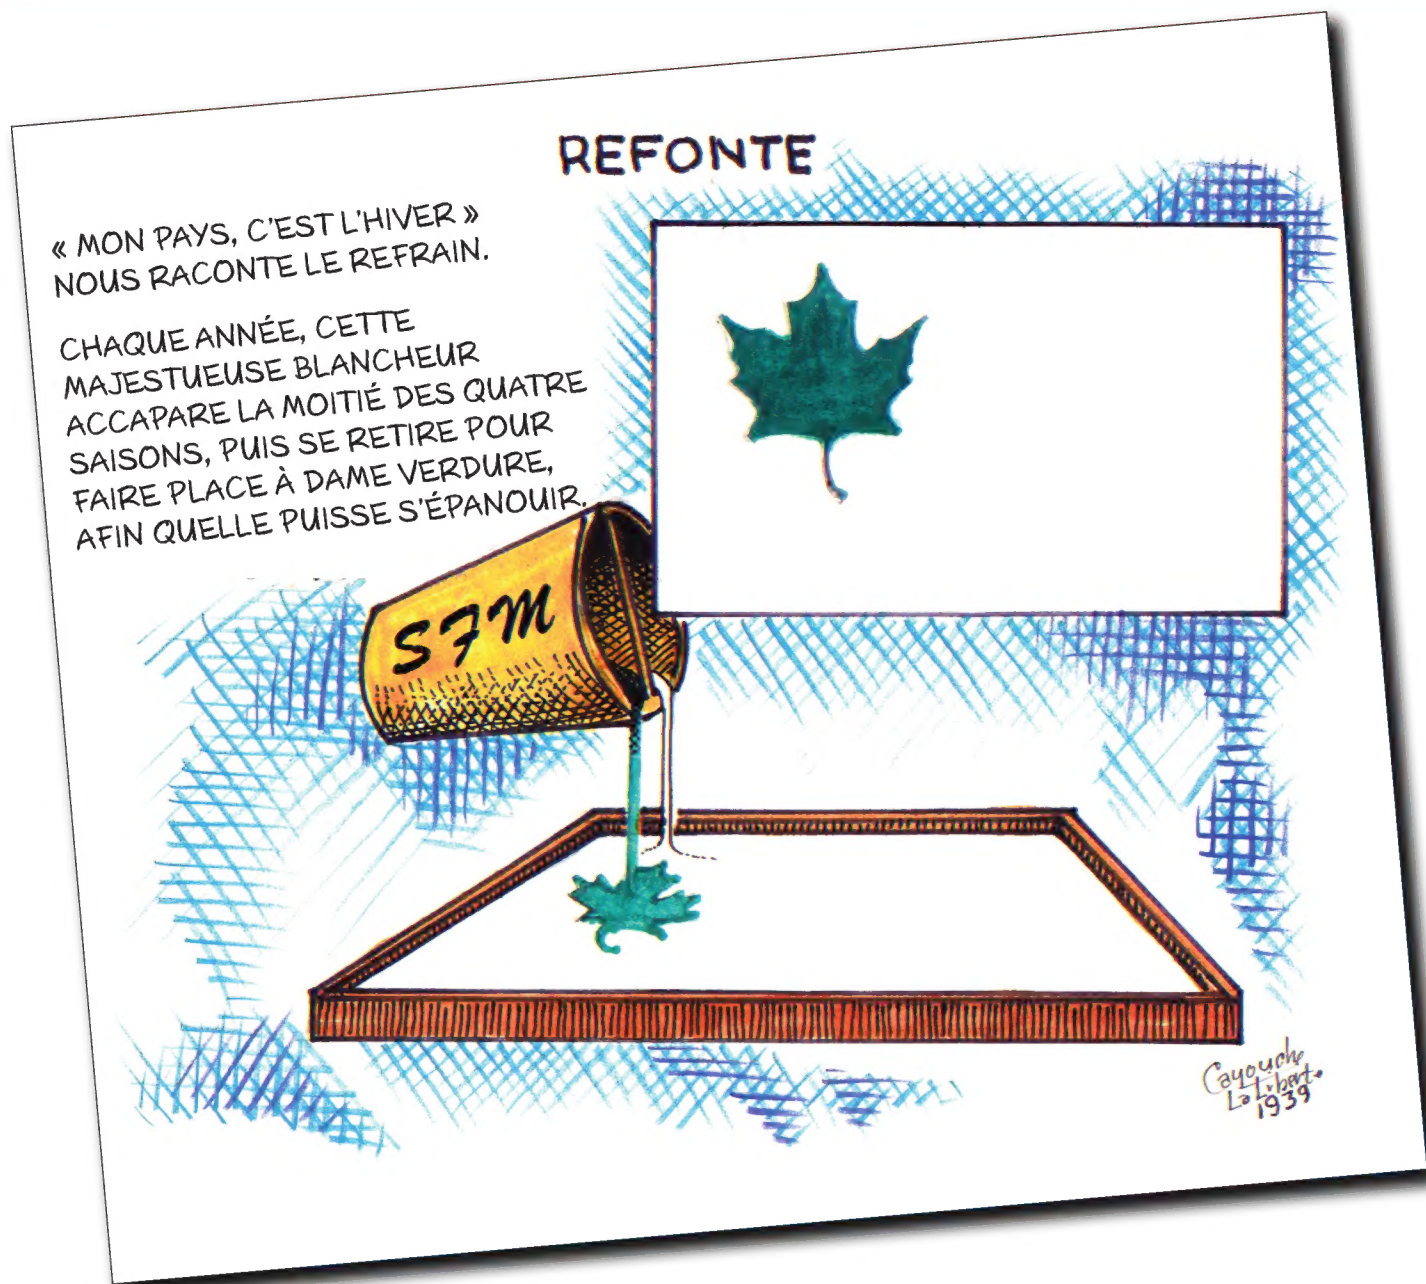 REFONTE
« MON PAYS, C'EST L'HIVER »
NOUS RACONTE LE REFRAIN.
CHAQUE ANNÉE, CETTE
MAJESTUEUSE BLANCHEUR
ACCAPARE LA MOITIÉ DES QUATRE
SAISONS, PUIS SE RETIRE POUR
FAIRE PLACE À DAME VERDURE,
AFIN QUELLE PUISSE S'ÉPANOUIR.
SFM
Cayouche
La Liberté
1939